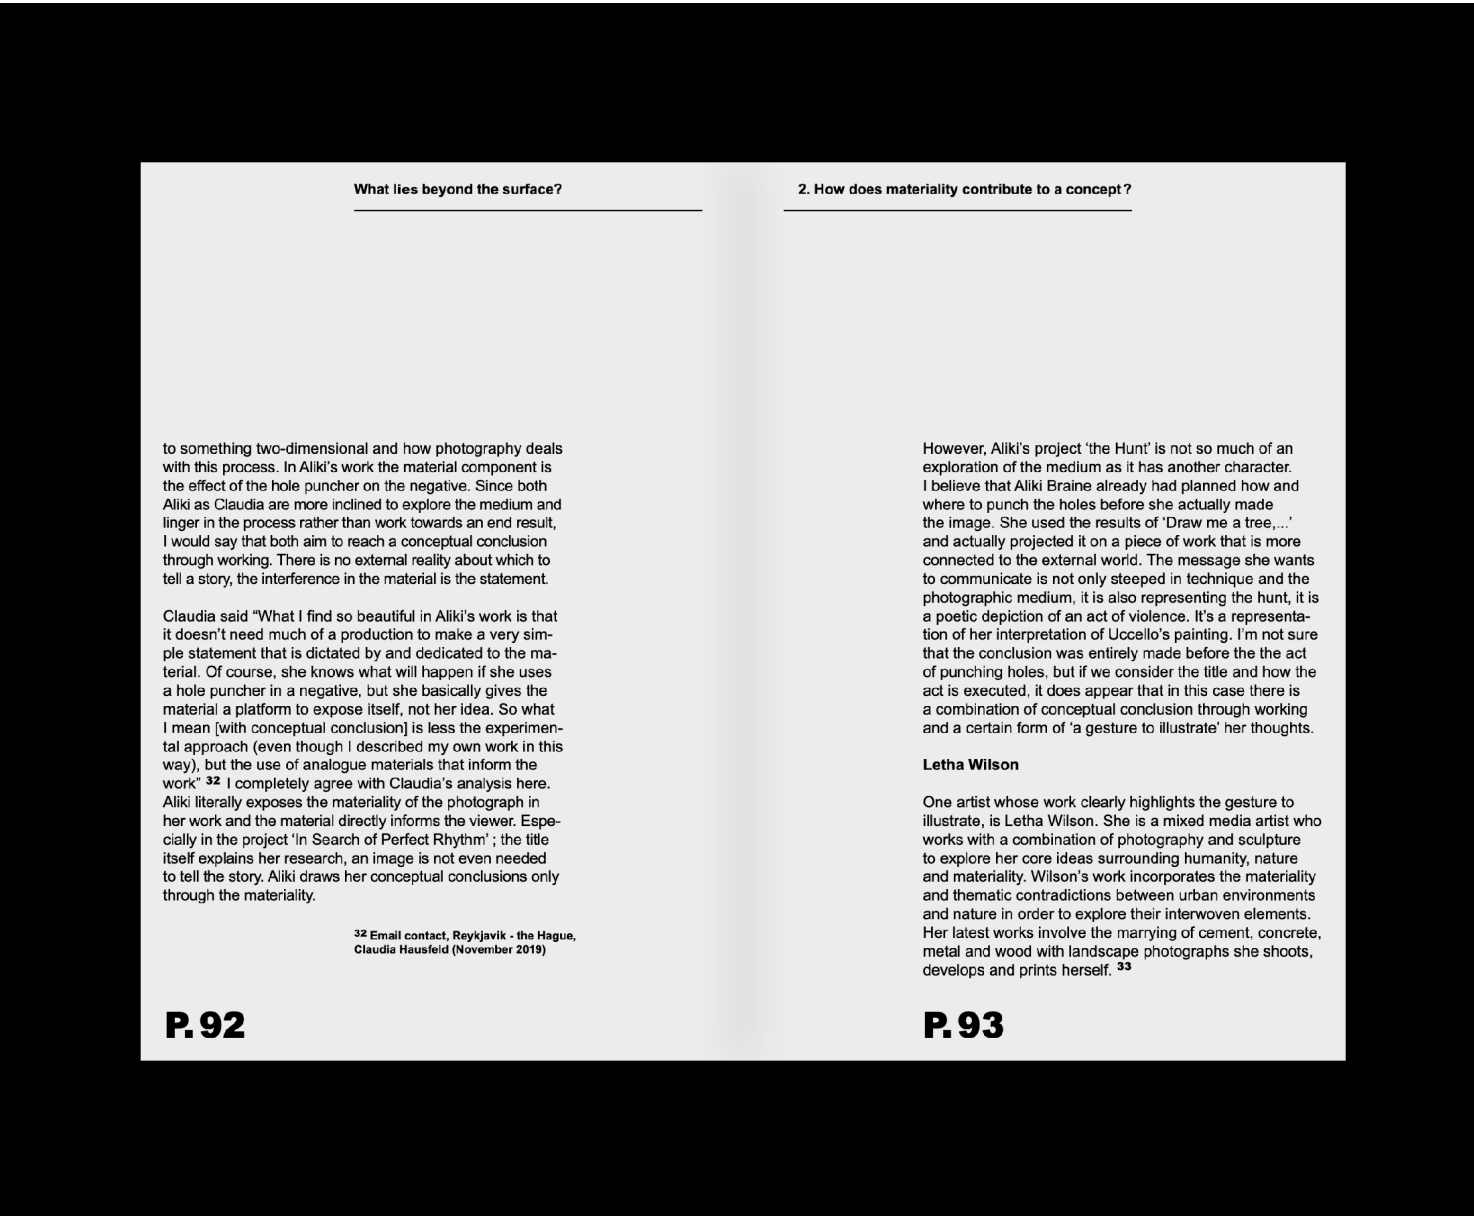 What lies beyond the surface?
to something two-dimensional and how photography deals
with this process. In Aliki's work the material component is
the effect of the hole puncher on the negative. Since both
Aliki as Claudia are more inclined to explore the medium and
linger in the process rather than work towards an end result,
I would say that both aim to reach a conceptual conclusion
through working. There is no external reality about which to
tell a story, the interference in the material is the statement.
Claudia said “What I find so beautiful in Aliki's work is that
it doesn't need much of a production to make a very sim-
ple statement that is dictated by and dedicated to the ma-
terial. Of course, she knows what will happen if she uses
a hole puncher in a negative, but she basically gives the
material a platform to expose itself, not her idea. So what
I mean [with conceptual conclusion] is less the experimen-
tal approach (even though I described my own work in this
way), but the use of analogue materials that inform the
work” 32 I completely agree with Claudia's analysis here.
Aliki literally exposes the materiality of the photograph in
her work and the material directly informs the viewer. Espe-
cially in the project ‘In Search of Perfect Rhythm’ ; the title
itself explains her research, an image is not even needed
to tell the story. Aliki draws her conceptual conclusions only
through the materiality.
32 Email contact, Reykjavik - the Hague,
Claudia Hausfeld (November 2019)
P. 92
2. How does materiality contribute to a concept?
However, Aliki's project ‘the Hunt’ is not so much of an
exploration of the medium as it has another character.
I believe that Aliki Braine already had planned how and
where to punch the holes before she actually made
the image. She used the results of ‘Draw me a tree,...’
and actually projected it on a piece of work that is more
connected to the external world. The message she wants
to communicate is not only steeped in technique and the
photographic medium, it is also representing the hunt, it is
a poetic depiction of an act of violence. It's a representa-
tion of her interpretation of Uccello's painting. I'm not sure
that the conclusion was entirely made before the the act
of punching holes, but if we consider the title and how the
act is executed, it does appear that in this case there is
a combination of conceptual conclusion through working
and a certain form of ‘a gesture to illustrate’ her thoughts.
Letha Wilson
One artist whose work clearly highlights the gesture to
illustrate, is Letha Wilson. She is a mixed media artist who
works with a combination of photography and sculpture
to explore her core ideas surrounding humanity, nature
and materiality. Wilson's work incorporates the materiality
and thematic contradictions between urban environments
and nature in order to explore their interwoven elements.
Her latest works involve the marrying of cement, concrete,
metal and wood with landscape photographs she shoots,
develops and prints herself. 33
P. 93